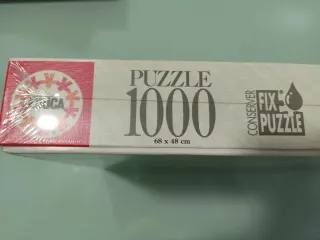 PUZZLE
1000
68 x 48 cm
CONSERVER
FIX
PUZZLE